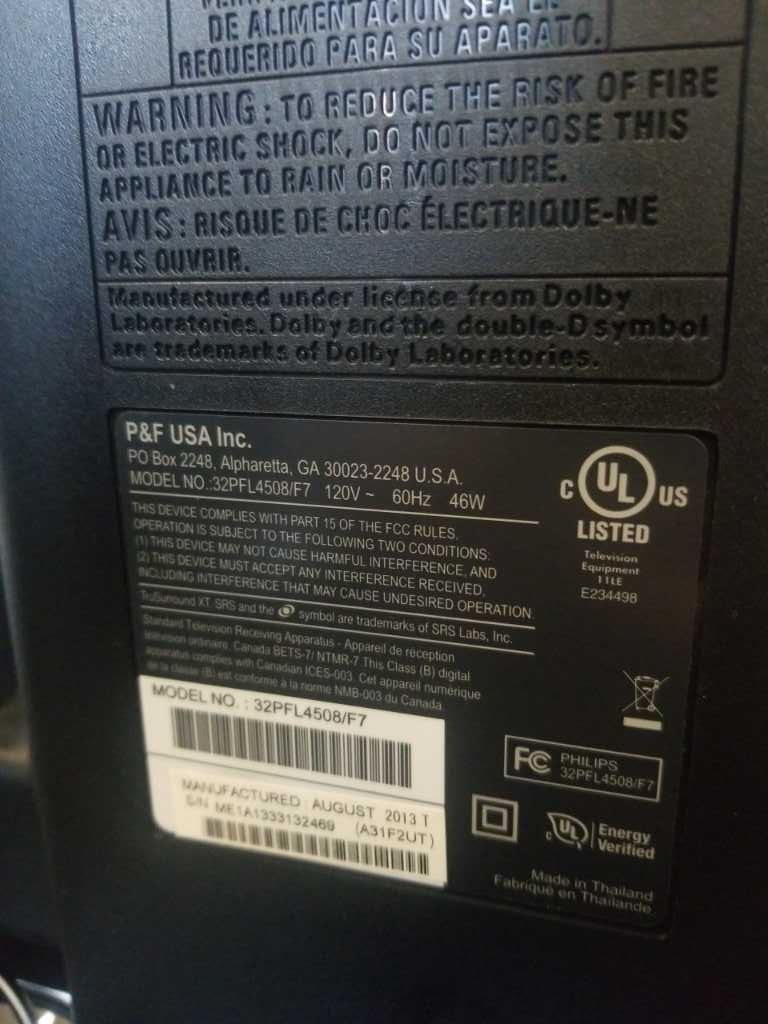 DE ALIMENTACIÓN SEA EL
REQUERIDO PARA SU APARATO.
WARNING: TO REDUCE THE RISK OF FIRE
OR ELECTRIC SHOCK, DO NOT EXPOSE THIS
APPLIANCE TO RAIN OR MOISTURE.
AVIS: RISQUE DE CHOC ÉLECTRIQUE-NE
PAS OUVRIR.
Manufactured under license from Dolby
Laboratories. Dolby and the double-D symbol
are trademarks of Dolby Laboratories.
P&F USA Inc.
PO Box 2248, Alpharetta, GA 30023-2248 U.S.A.
MODEL NO.:32PFL4508/F7 120V ~ 60Hz 46W
THIS DEVICE COMPLIES WITH PART 15 OF THE FCC RULES.
OPERATION IS SUBJECT TO THE FOLLOWING TWO CONDITIONS:
(1) THIS DEVICE MAY NOT CAUSE HARMFUL INTERFERENCE, AND
(2) THIS DEVICE MUST ACCEPT ANY INTERFERENCE RECEIVED,
INCLUDING INTERFERENCE THAT MAY CAUSE UNDESIRED OPERATION.
TruSurround XT, SRS and the symbol are trademarks of SRS Labs, Inc.
Standard Television Receiving Apparatus - Appareil de réception
télévision ordinaire, Canada BETS-7/ NTMR-7 This Class (B) digital
apparatus complies with Canadian ICES-003. Cet appareil numérique
de la classe (B) est conforme à la norme NMB-003 du Canada.
C UL US
LISTED
Television
Equipment
11LE
E234498
MODEL NO. : 32PFL4508/F7
MANUFACTURED : AUGUST 2013 T
S/N ME1A1333132469 (A31F2UT)
FC PHILIPS
32PFL4508/F7
C UL Energy
Verified
Made in Thailand
Fabriqué en Thaïlande